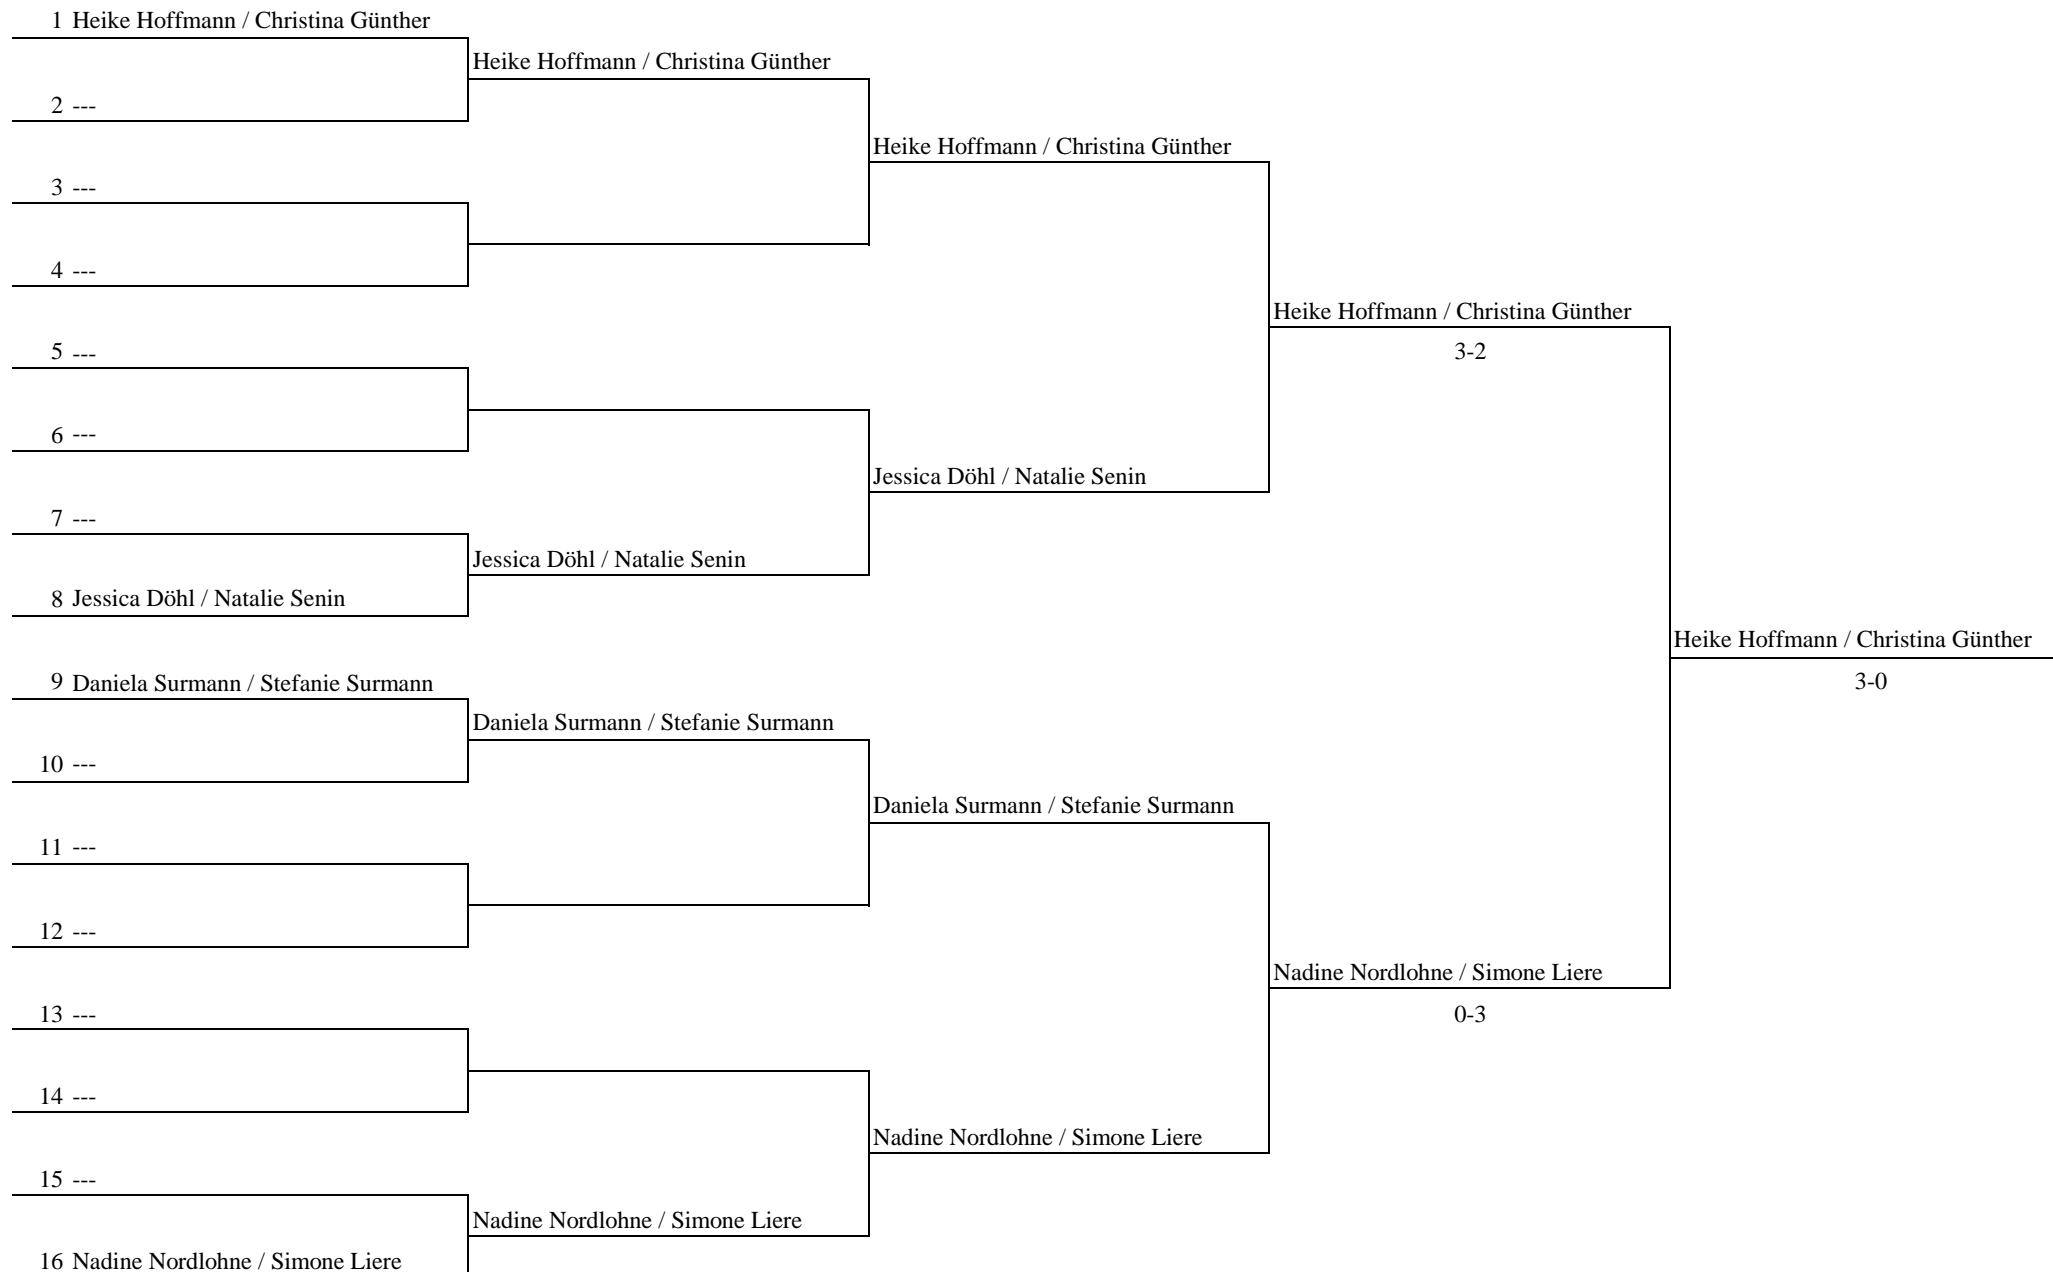 1 Heike Hoffmann / Christina Günther
Heike Hoffmann / Christina Günther
2 ---
Heike Hoffmann / Christina Günther
3 ---
4 ---
Heike Hoffmann / Christina Günther
5 ---
3-2
6 ---
Jessica Döhl / Natalie Senin
7 ---
Jessica Döhl / Natalie Senin
8 Jessica Döhl / Natalie Senin
Heike Hoffmann / Christina Günther
9 Daniela Surmann / Stefanie Surmann
3-0
Daniela Surmann / Stefanie Surmann
10 ---
Daniela Surmann / Stefanie Surmann
11 ---
12 ---
Nadine Nordlohne / Simone Liere
13 ---
0-3
14 ---
Nadine Nordlohne / Simone Liere
15 ---
Nadine Nordlohne / Simone Liere
16 Nadine Nordlohne / Simone Liere